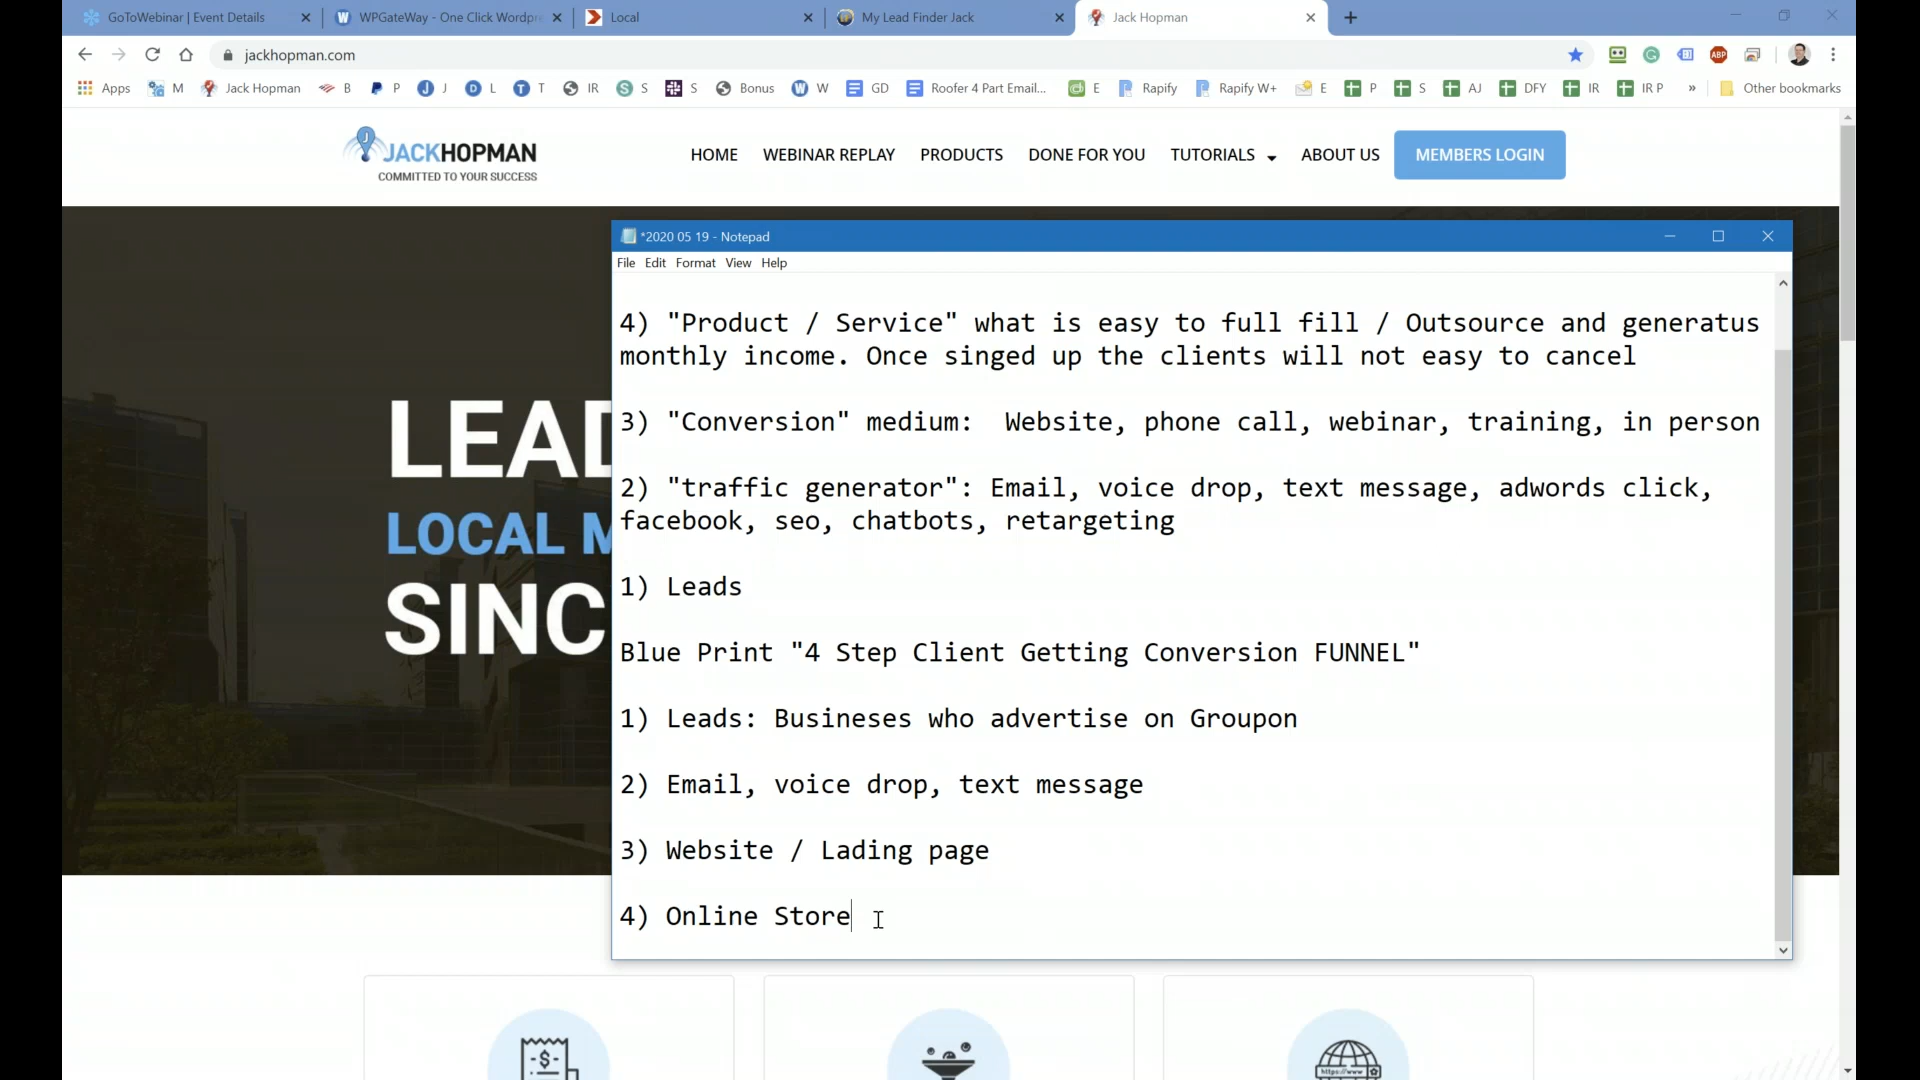 GoToWebinar | Event Details
WPGateWay - One Click Wordpr
Local
My Lead Finder Jack
Jack Hopman
jackhopman.com
ABP
Apps
M
Jack Hopman
B
P
J
L
T
IR
S
S
Bonus
W
GD
Roofer 4 Part Email...
E
Rapify
Rapify W+
E
P
S
AJ
DFY
IR
IR P
»
Other bookmarks
JACKHOPMAN
COMMITTED TO YOUR SUCCESS
HOME
WEBINAR REPLAY
PRODUCTS
DONE FOR YOU
TUTORIALS
ABOUT US
MEMBERS LOGIN
LEAD
LOCAL M
SINC
*2020 05 19 - Notepad
File Edit Format View Help
4) "Product / Service" what is easy to full fill / Outsource and generatus
monthly income. Once singed up the clients will not easy to cancel
3) "Conversion" medium:  Website, phone call, webinar, training, in person
2) "traffic generator": Email, voice drop, text message, adwords click,
facebook, seo, chatbots, retargeting
1) Leads
Blue Print "4 Step Client Getting Conversion FUNNEL"
1) Leads: Busineses who advertise on Groupon
2) Email, voice drop, text message
3) Website / Lading page
4) Online Store
-$-
https://www